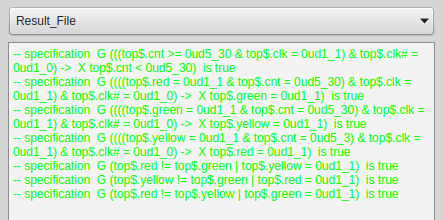 Result_File
-- specification  G (((top$.cnt >= 0ud5_30 & top$.clk = 0ud1_1) & top$.clk# =
0ud1_0) ->  X top$.cnt < 0ud5_30)  is true
-- specification  G ((((top$.red = 0ud1_1 & top$.cnt = 0ud5_30) & top$.clk =
0ud1_1) & top$.clk# = 0ud1_0) ->  X top$.green = 0ud1_1)  is true
-- specification  G ((((top$.green = 0ud1_1 & top$.cnt = 0ud5_30) & top$.clk =
0ud1_1) & top$.clk# = 0ud1_0) ->  X top$.yellow = 0ud1_1)  is true
-- specification  G ((((top$.yellow = 0ud1_1 & top$.cnt = 0ud5_3) & top$.clk =
0ud1_1) & top$.clk# = 0ud1_0) ->  X top$.red = 0ud1_1)  is true
-- specification  G (top$.red != top$.green | top$.yellow = 0ud1_1)  is true
-- specification  G (top$.yellow != top$.green | top$.red = 0ud1_1)  is true
-- specification  G (top$.red != top$.yellow | top$.green = 0ud1_1)  is true